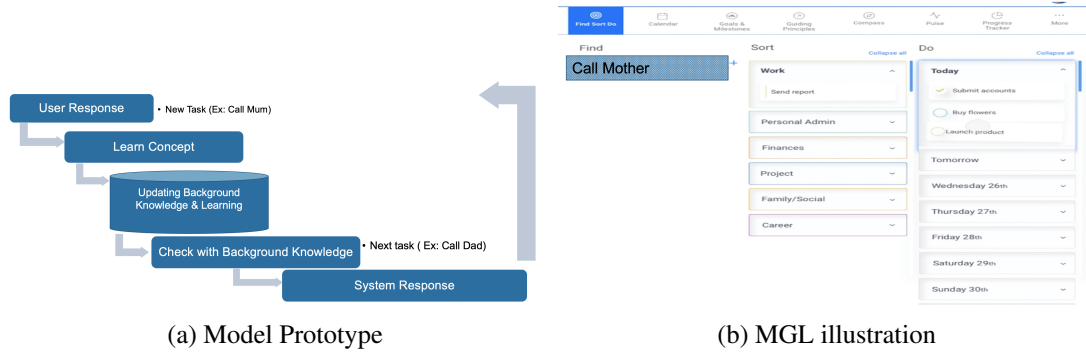 User Response
• New Task (Ex: Call Mum)
Learn Concept
Updating Background
Knowledge & Learning
Check with Background Knowledge
• Next task ( Ex: Call Dad)
System Response
(a) Model Prototype
Find Sort Do
Calendar
Goals &
Milestones
Guiding
Principles
Compass
Pulse
Progress
Tracker
More
Find
Call Mother
+
Sort
Collapse all
Work
Send report
Personal Admin
Finances
Project
Family/Social
Career
Do
Collapse all
Today
Submit accounts
Buy flowers
Launch product
Tomorrow
Wednesday 26th
Thursday 27th
Friday 28th
Saturday 29th
Sunday 30th
(b) MGL illustration